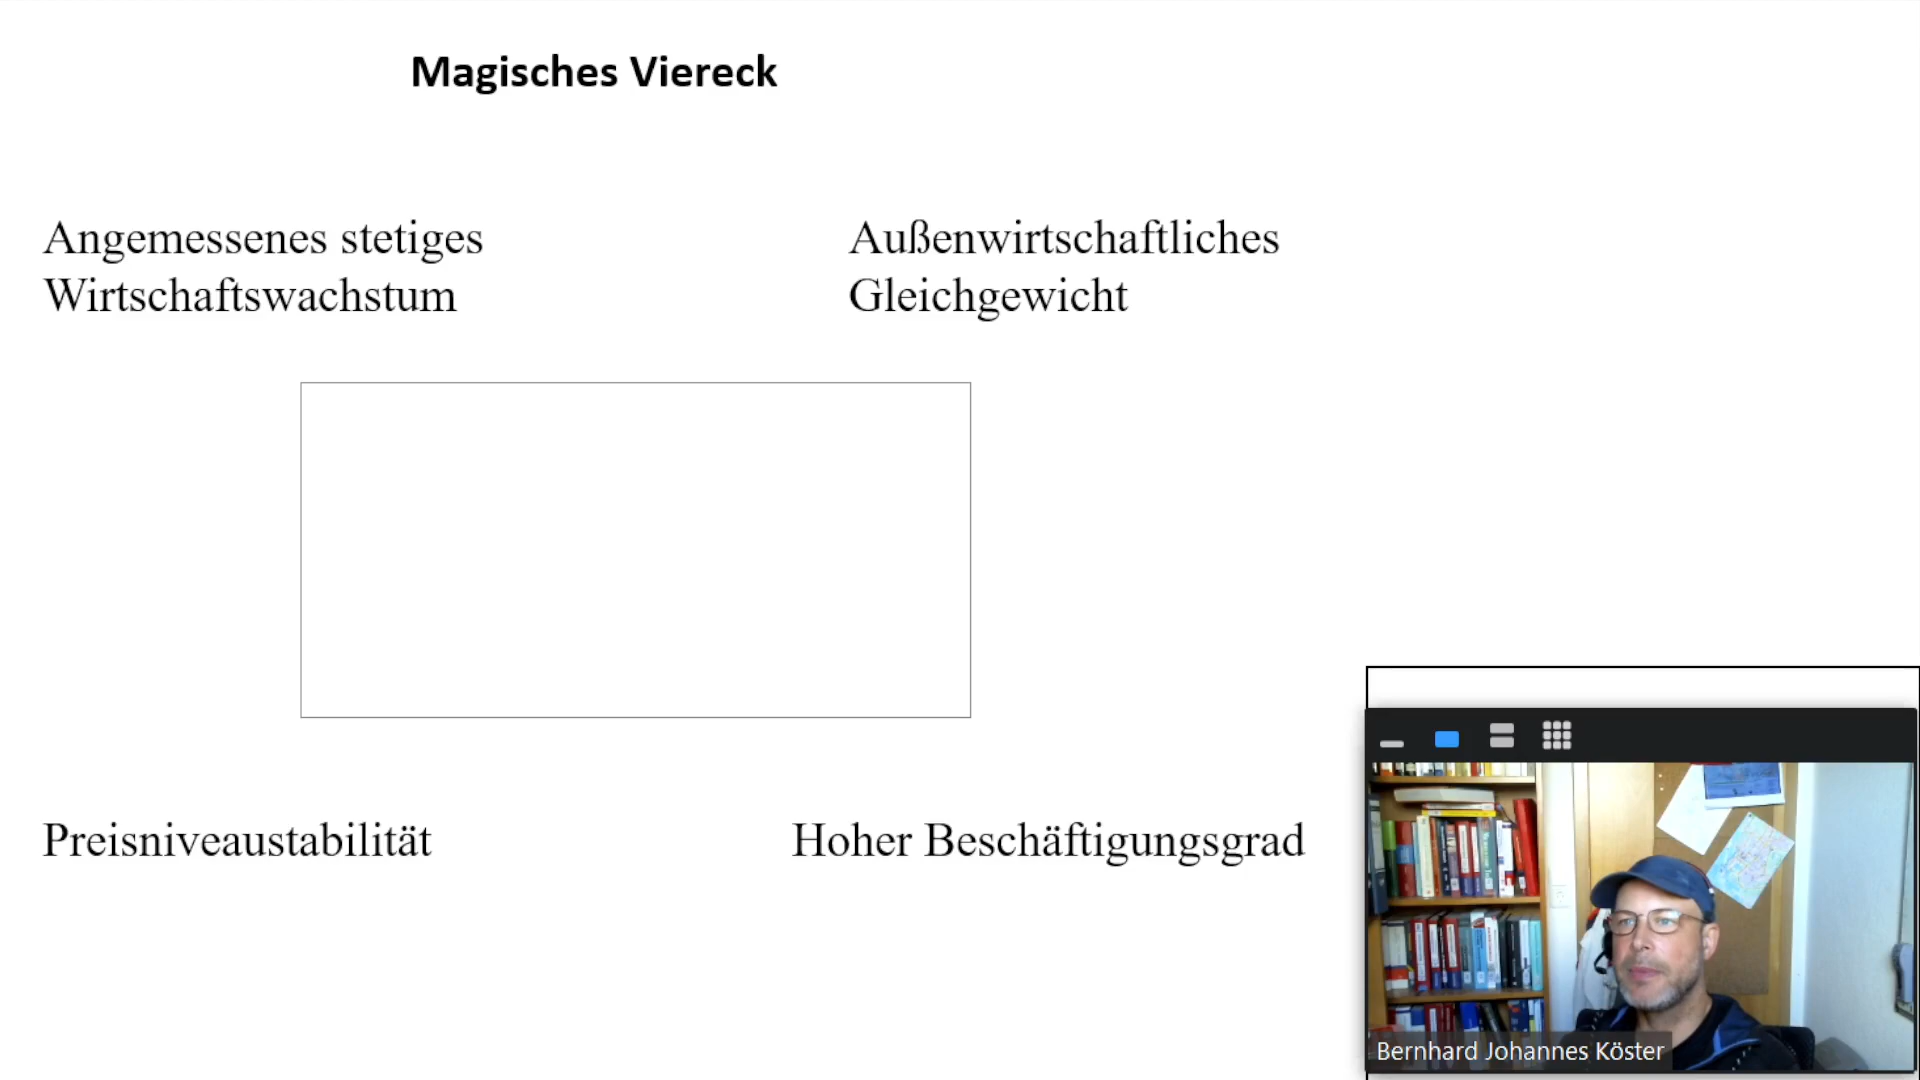 Magisches Viereck
Angemessenes stetiges
Wirtschaftswachstum
Außenwirtschaftliches
Gleichgewicht
Preisniveaustabilität
Hoher Beschäftigungsgrad
Bernhard Johannes Köster